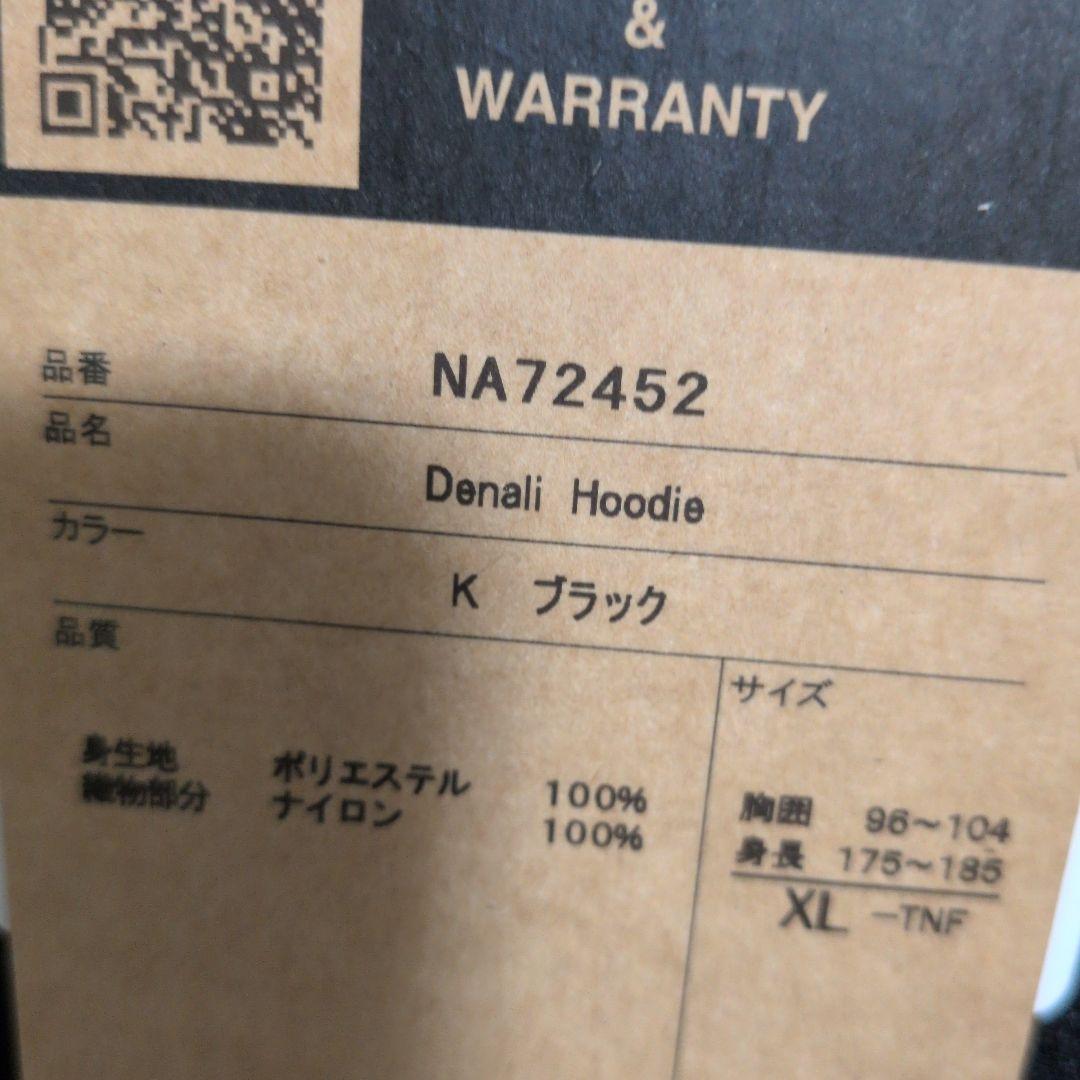 &
WARRANTY
品番 NA72452
品名
Denali Hoodie
カラー
K ブラック
品質
サイズ
身生地 ポリエステル 100%
織物部分 ナイロン 100%
胸囲 96～104
身長 175～185
XL -TNF